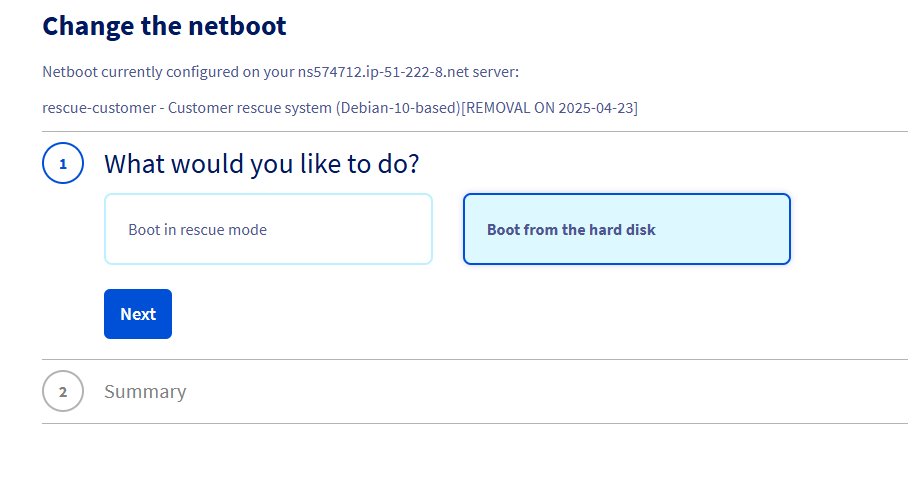 Change the netboot
Netboot currently configured on your ns574712.ip-51-222-8.net server:
rescue-customer - Customer rescue system (Debian-10-based)[REMOVAL ON 2025-04-23]
1
What would you like to do?
Boot in rescue mode
Boot from the hard disk
Next
2
Summary